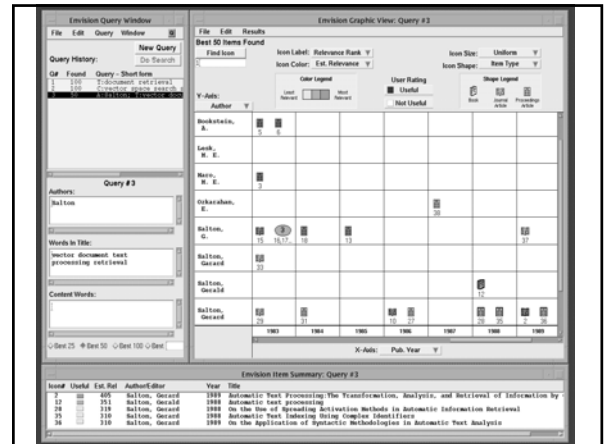 Envision Query Window
File Edit Query Window
New Query
Query History:
Do Search
Q# Found Query - Short form
1 100 T:document retrieval
2 100 C:vector space search
3 50 A:Salton; T:vector
Query #3
Authors:
Salton
Words In Title:
vector document text
processing retrieval
Content Words:
Best 25 Best 50 Best 100 Best
Envision Graphic View: Query #3
File Edit Results
Best 50 Items Found
Find Icon
Icon Label: Relevance Rank
Icon Size: Uniform
Icon Color: Est. Relevance
Icon Shape: Item Type
Color Legend
Least Relevant
Most Relevant
User Rating
Useful
Not Useful
Shape Legend
Book
Journal Article
Proceedings Article
Y-Axis:
Author
Bookstein,
A.
5 6
Lesk,
M. E.
Maro,
M. E.
3
Ozkarahan,
E.
38
Salton,
G.
15 3 16,17.. 18 13 37
Salton,
Garard
33
Salton,
Gerald
12
Salton,
Gerard
29 31 10 27 28 35 2 36
1983 1984 1985 1986 1987 1988 1989
X-Axis: Pub. Year
Envision Item Summary: Query #3
Icon# Useful Est. Rel Author/Editor Year Title
2 405 Salton, Gerard 1989 Automatic Text Processing:The Transformation, Analysis, and Retrieval of Information by
12 351 Salton, Gerald 1988 Automatic text processing
28 319 Salton, Gerard 1988 On the Use of Spreading Activation Methods in Automatic Information Retrieval
35 310 Salton, Gerard 1988 Automatic Text Indexing Using Complex Identifiers
36 310 Salton, Gerard 1989 On the Application of Syntactic Methodologies in Automatic Text Analysis